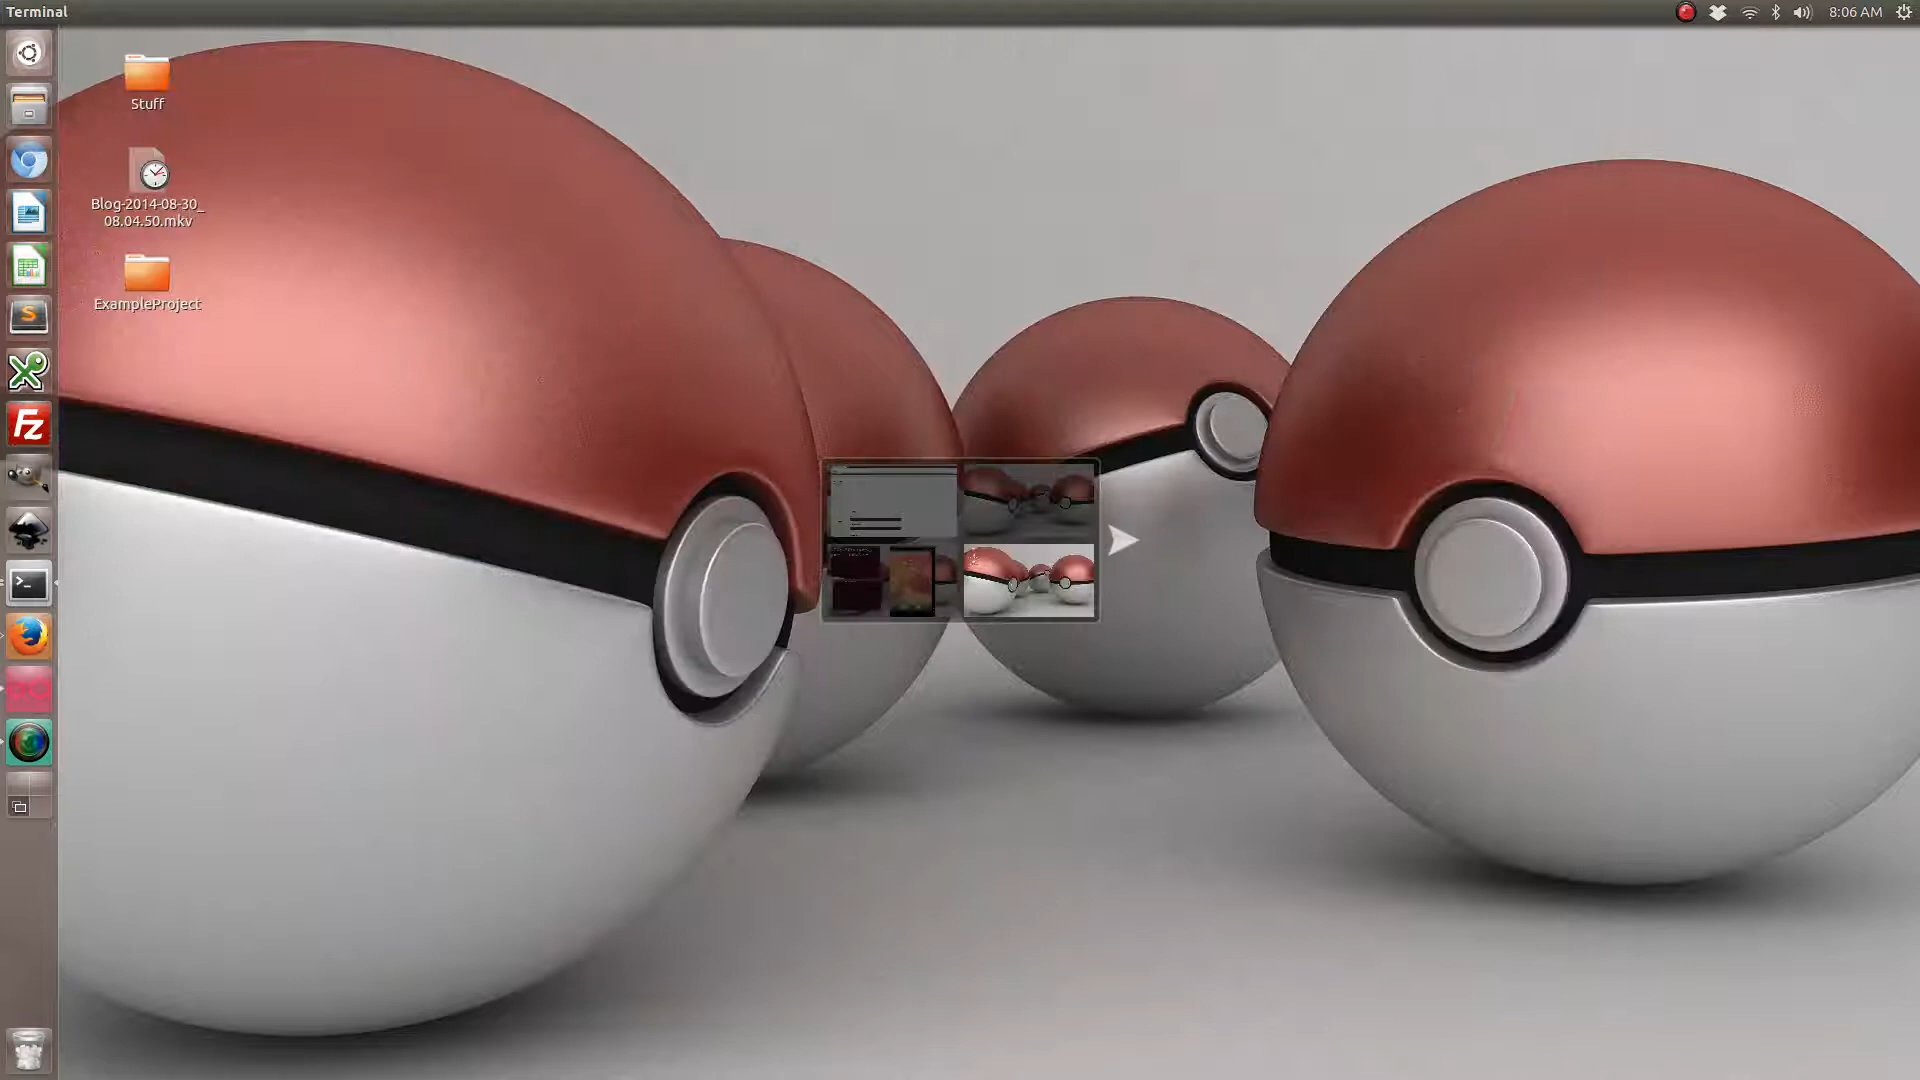 Terminal
8:06 AM
Stuff
Blog-2014-08-30_
08.04.50.mkv
ExampleProject